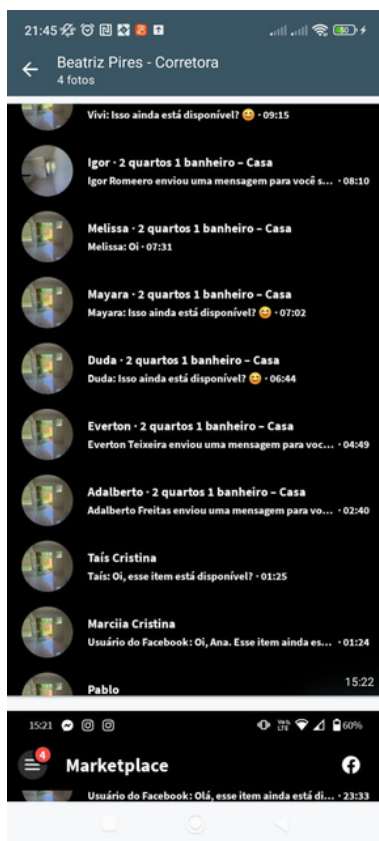 21:45
50
Beatriz Pires - Corretora
4 fotos
Vivi: Isso ainda está disponível? 😆 · 09:15
Igor · 2 quartos 1 banheiro – Casa
Igor Romeero enviou uma mensagem para você s... · 08:10
Melissa · 2 quartos 1 banheiro – Casa
Melissa: Oi · 07:31
Mayara · 2 quartos 1 banheiro – Casa
Mayara: Isso ainda está disponível? 😆 · 07:02
Duda · 2 quartos 1 banheiro – Casa
Duda: Isso ainda está disponível? 😆 · 06:44
Everton · 2 quartos 1 banheiro – Casa
Everton Teixeira enviou uma mensagem para voc... · 04:49
Adalberto · 2 quartos 1 banheiro – Casa
Adalberto Freitas enviou uma mensagem para vo... · 02:40
Taís Cristina
Taís: Oi, esse item está disponível? · 01:25
Marciia Cristina
Usuário do Facebook: Oi, Ana. Esse item ainda es... · 01:24
Pablo
15:22
15:21
LTE
60%
4
Marketplace
Usuário do Facebook: Olá, esse item ainda está di... · 23:33